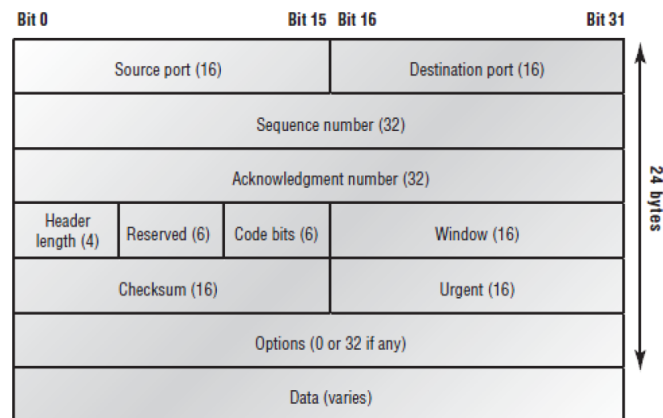 Bit 0 Bit 15 Bit 16 Bit 31
Source port (16) Destination port (16)
Sequence number (32)
Acknowledgment number (32)
Header
length (4) Reserved (6) Code bits (6) Window (16)
Checksum (16) Urgent (16)
Options (0 or 32 if any)
Data (varies)
24 bytes